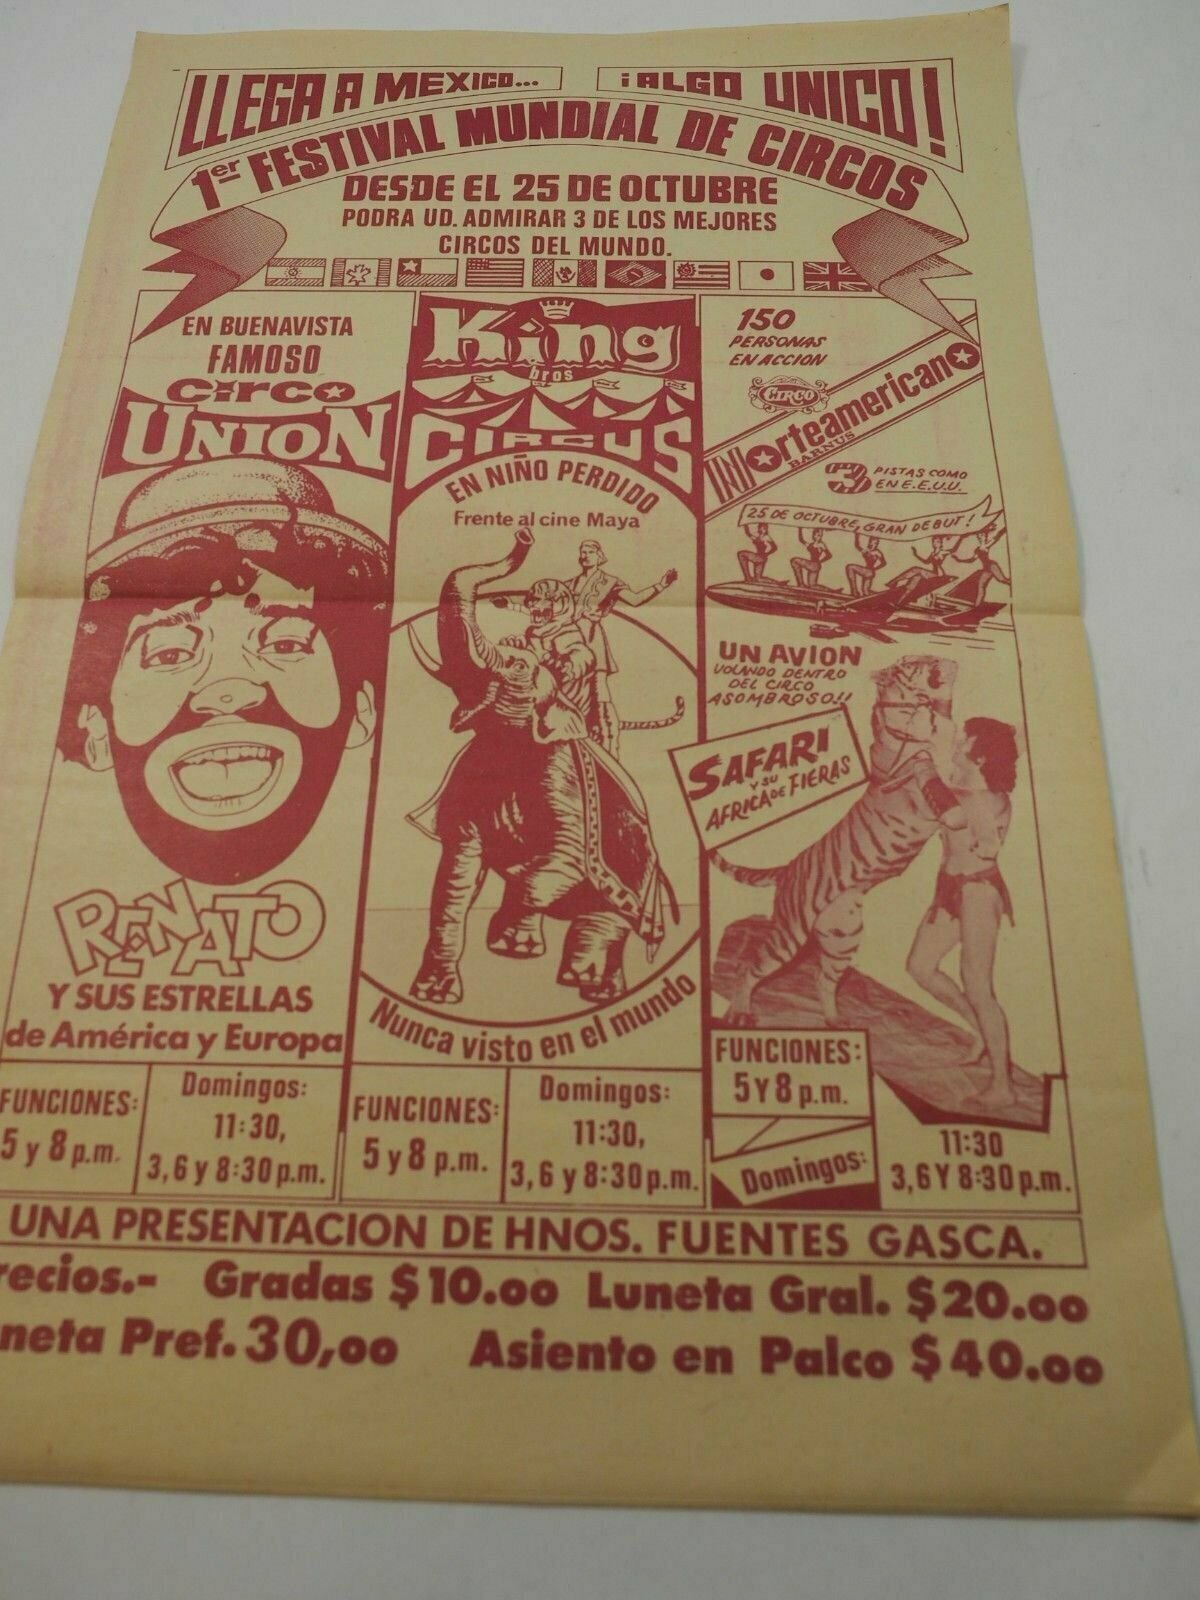 LLEGA A MEXICO... ¡ALGO UNICO!
1er FESTIVAL MUNDIAL DE CIRCOS
DESDE EL 25 DE OCTUBRE
PODRA UD. ADMIRAR 3 DE LOS MEJORES
CIRCOS DEL MUNDO.
EN BUENAVISTA
FAMOSO
CIRCO
UNION
RENATO
Y SUS ESTRELLAS
de América y Europa
FUNCIONES:
5 y 8 p.m.
Domingos:
11:30,
3, 6 y 8:30 p.m.
King
bros
CIRCUS
EN NIÑO PERDIDO
Frente al cine Maya
Nunca visto en el mundo
FUNCIONES:
5 y 8 p.m.
Domingos:
11:30,
3, 6 y 8:30 p.m.
150
PERSONAS
EN ACCION
CIRCO
Norteamericano
BARNUS
3 PISTAS COMO
EN E.E.U.U.
25 DE OCTUBRE, GRAN DEBUT!
UN AVION
VOLANDO DENTRO
DEL CIRCO
ASOMBROSO!!
SAFARI
Y SU
AFRICA DE FIERAS
FUNCIONES:
5 Y 8 p.m.
Domingos:
11:30
3, 6 Y 8:30 p.m.
UNA PRESENTACION DE HNOS. FUENTES GASCA.
recios.- Gradas $10.oo Luneta Gral. $20.oo
neta Pref. 30,oo Asiento en Palco $40.oo